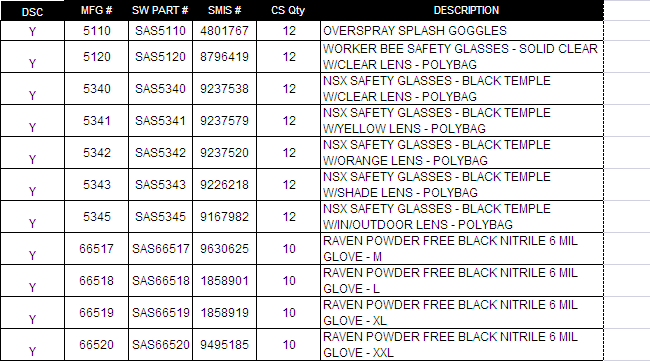 DSC MFG # SW PART # SMIS # CS Qty DESCRIPTION
Y 5110 SAS5110 4801767 12 OVERSPRAY SPLASH GOGGLES
Y 5120 SAS5120 8796419 12 WORKER BEE SAFETY GLASSES - SOLID CLEAR
W/CLEAR LENS - POLYBAG
Y 5340 SAS5340 9237538 12 NSX SAFETY GLASSES - BLACK TEMPLE
W/CLEAR LENS - POLYBAG
Y 5341 SAS5341 9237579 12 NSX SAFETY GLASSES - BLACK TEMPLE
W/YELLOW LENS - POLYBAG
Y 5342 SAS5342 9237520 12 NSX SAFETY GLASSES - BLACK TEMPLE
W/ORANGE LENS - POLYBAG
Y 5343 SAS5343 9226218 12 NSX SAFETY GLASSES - BLACK TEMPLE
W/SHADE LENS - POLYBAG
Y 5345 SAS5345 9167982 12 NSX SAFETY GLASSES - BLACK TEMPLE
W/IN/OUTDOOR LENS - POLYBAG
Y 66517 SAS66517 9630625 10 RAVEN POWDER FREE BLACK NITRILE 6 MIL
GLOVE - M
Y 66518 SAS66518 1858901 10 RAVEN POWDER FREE BLACK NITRILE 6 MIL
GLOVE - L
Y 66519 SAS66519 1858919 10 RAVEN POWDER FREE BLACK NITRILE 6 MIL
GLOVE - XL
Y 66520 SAS66520 9495185 10 RAVEN POWDER FREE BLACK NITRILE 6 MIL
GLOVE - XXL